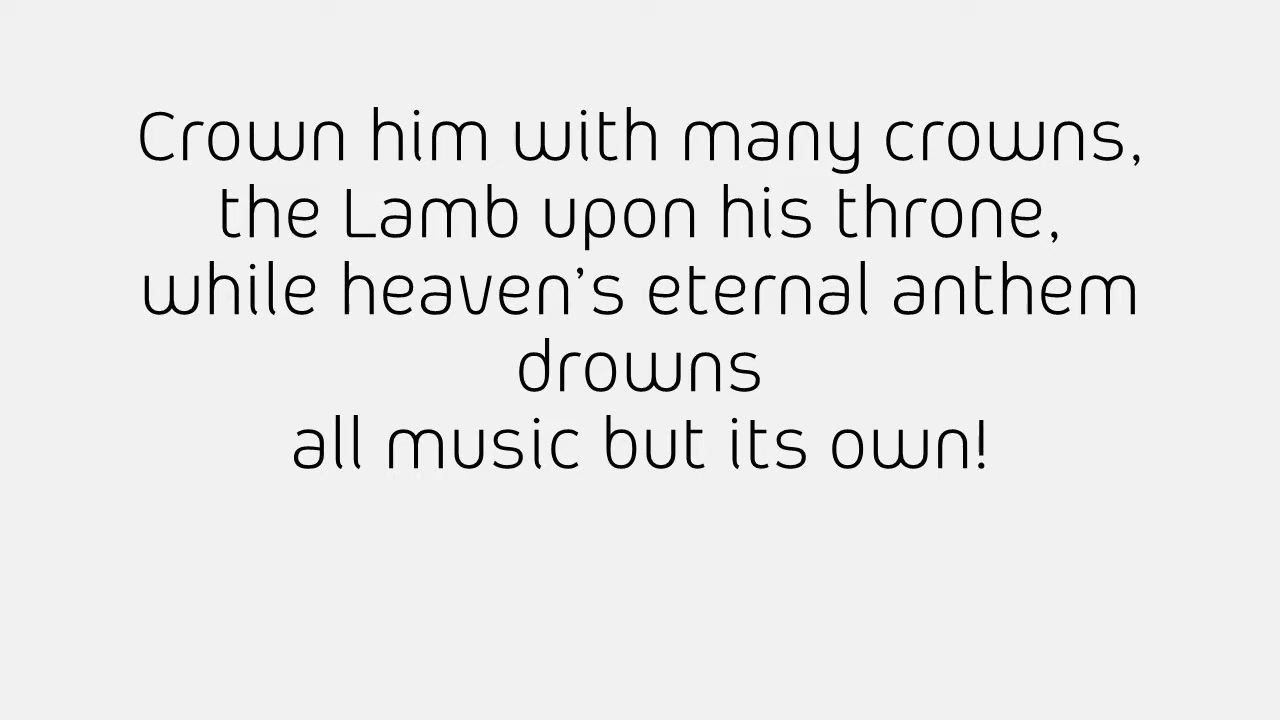 Crown him with many crowns,
the Lamb upon his throne,
while heaven’s eternal anthem
drowns
all music but its own!